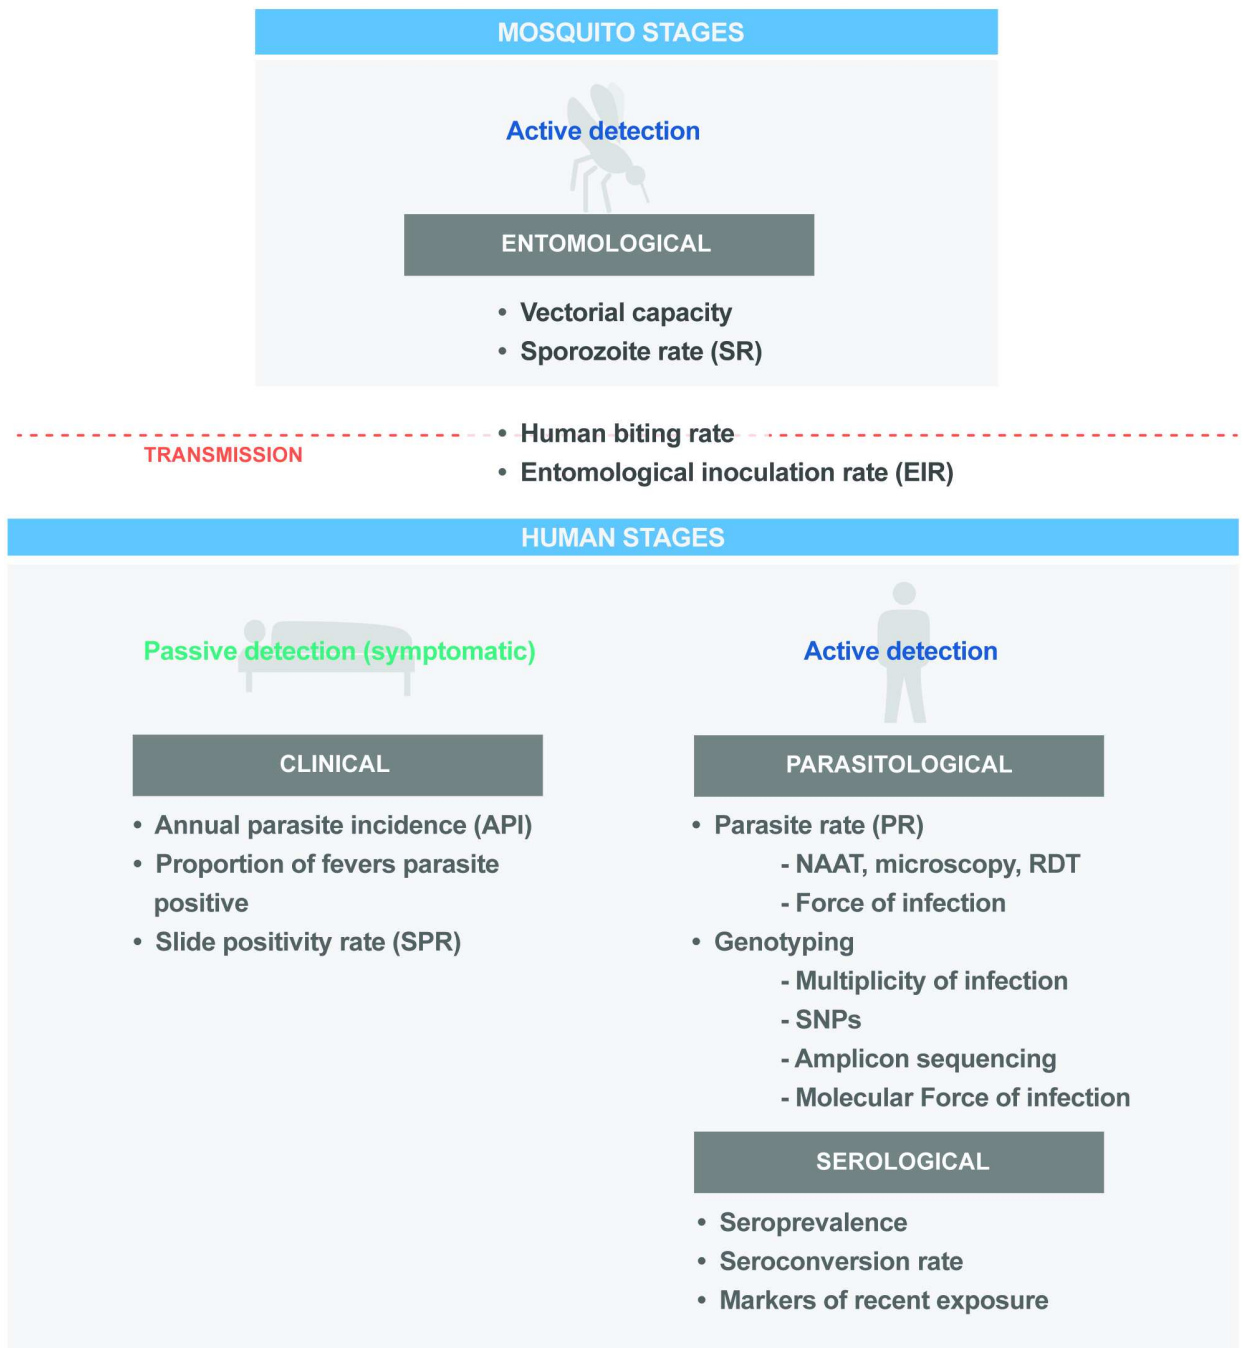 MOSQUITO STAGES
Active detection
ENTOMOLOGICAL
• Vectorial capacity
• Sporozoite rate (SR)
• Human biting rate
TRANSMISSION
• Entomological inoculation rate (EIR)
HUMAN STAGES
Passive detection (symptomatic)
CLINICAL
• Annual parasite incidence (API)
• Proportion of fevers parasite
positive
• Slide positivity rate (SPR)
Active detection
PARASITOLOGICAL
• Parasite rate (PR)
- NAAT, microscopy, RDT
- Force of infection
• Genotyping
- Multiplicity of infection
- SNPs
- Amplicon sequencing
- Molecular Force of infection
SEROLOGICAL
• Seroprevalence
• Seroconversion rate
• Markers of recent exposure